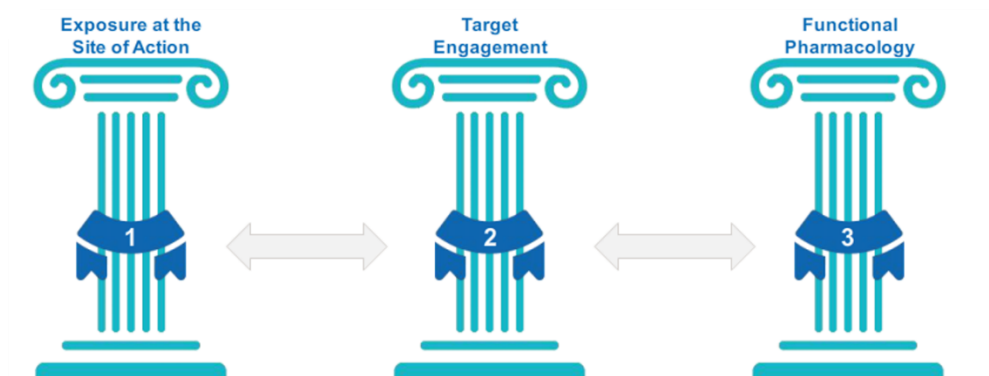 Exposure at the
Site of Action
Target
Engagement
Functional
Pharmacology
1
2
3